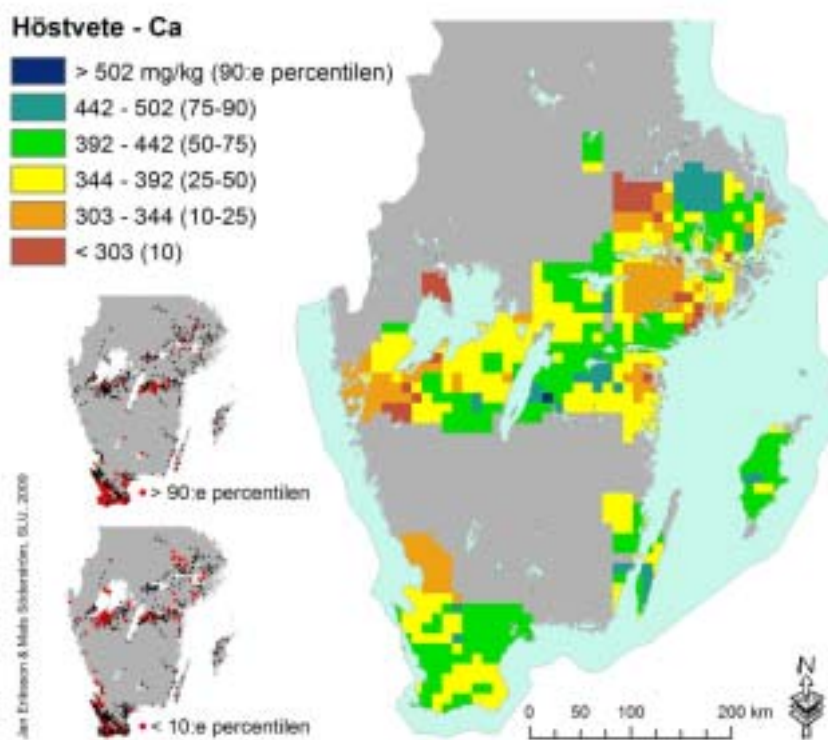 Höstvete - Ca
> 502 mg/kg (90:e percentilen)
442 - 502 (75-90)
392 - 442 (50-75)
344 - 392 (25-50)
303 - 344 (10-25)
< 303 (10)
> 90:e percentilen
< 10:e percentilen
Jan Eriksson & Mats Söderström, SLU, 2009
N
0 50 100 200 km